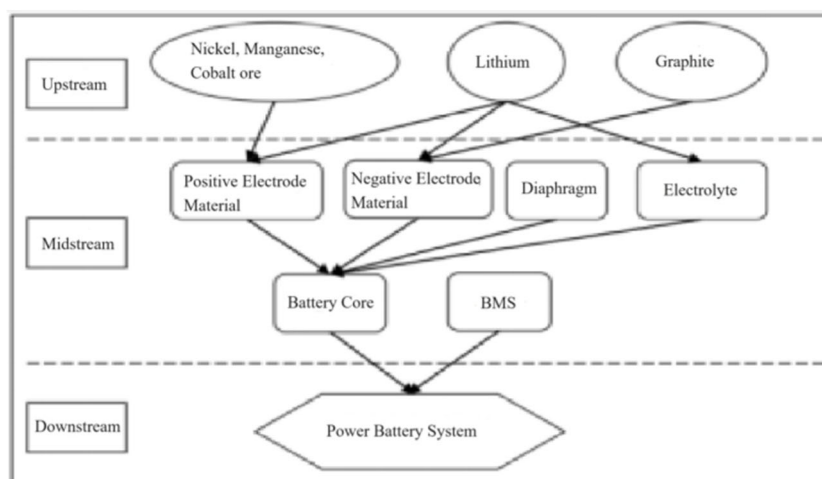 Upstream
Nickel, Manganese,
Cobalt ore
Lithium
Graphite
Midstream
Positive Electrode
Material
Negative Electrode
Material
Diaphragm
Electrolyte
Battery Core
BMS
Downstream
Power Battery System